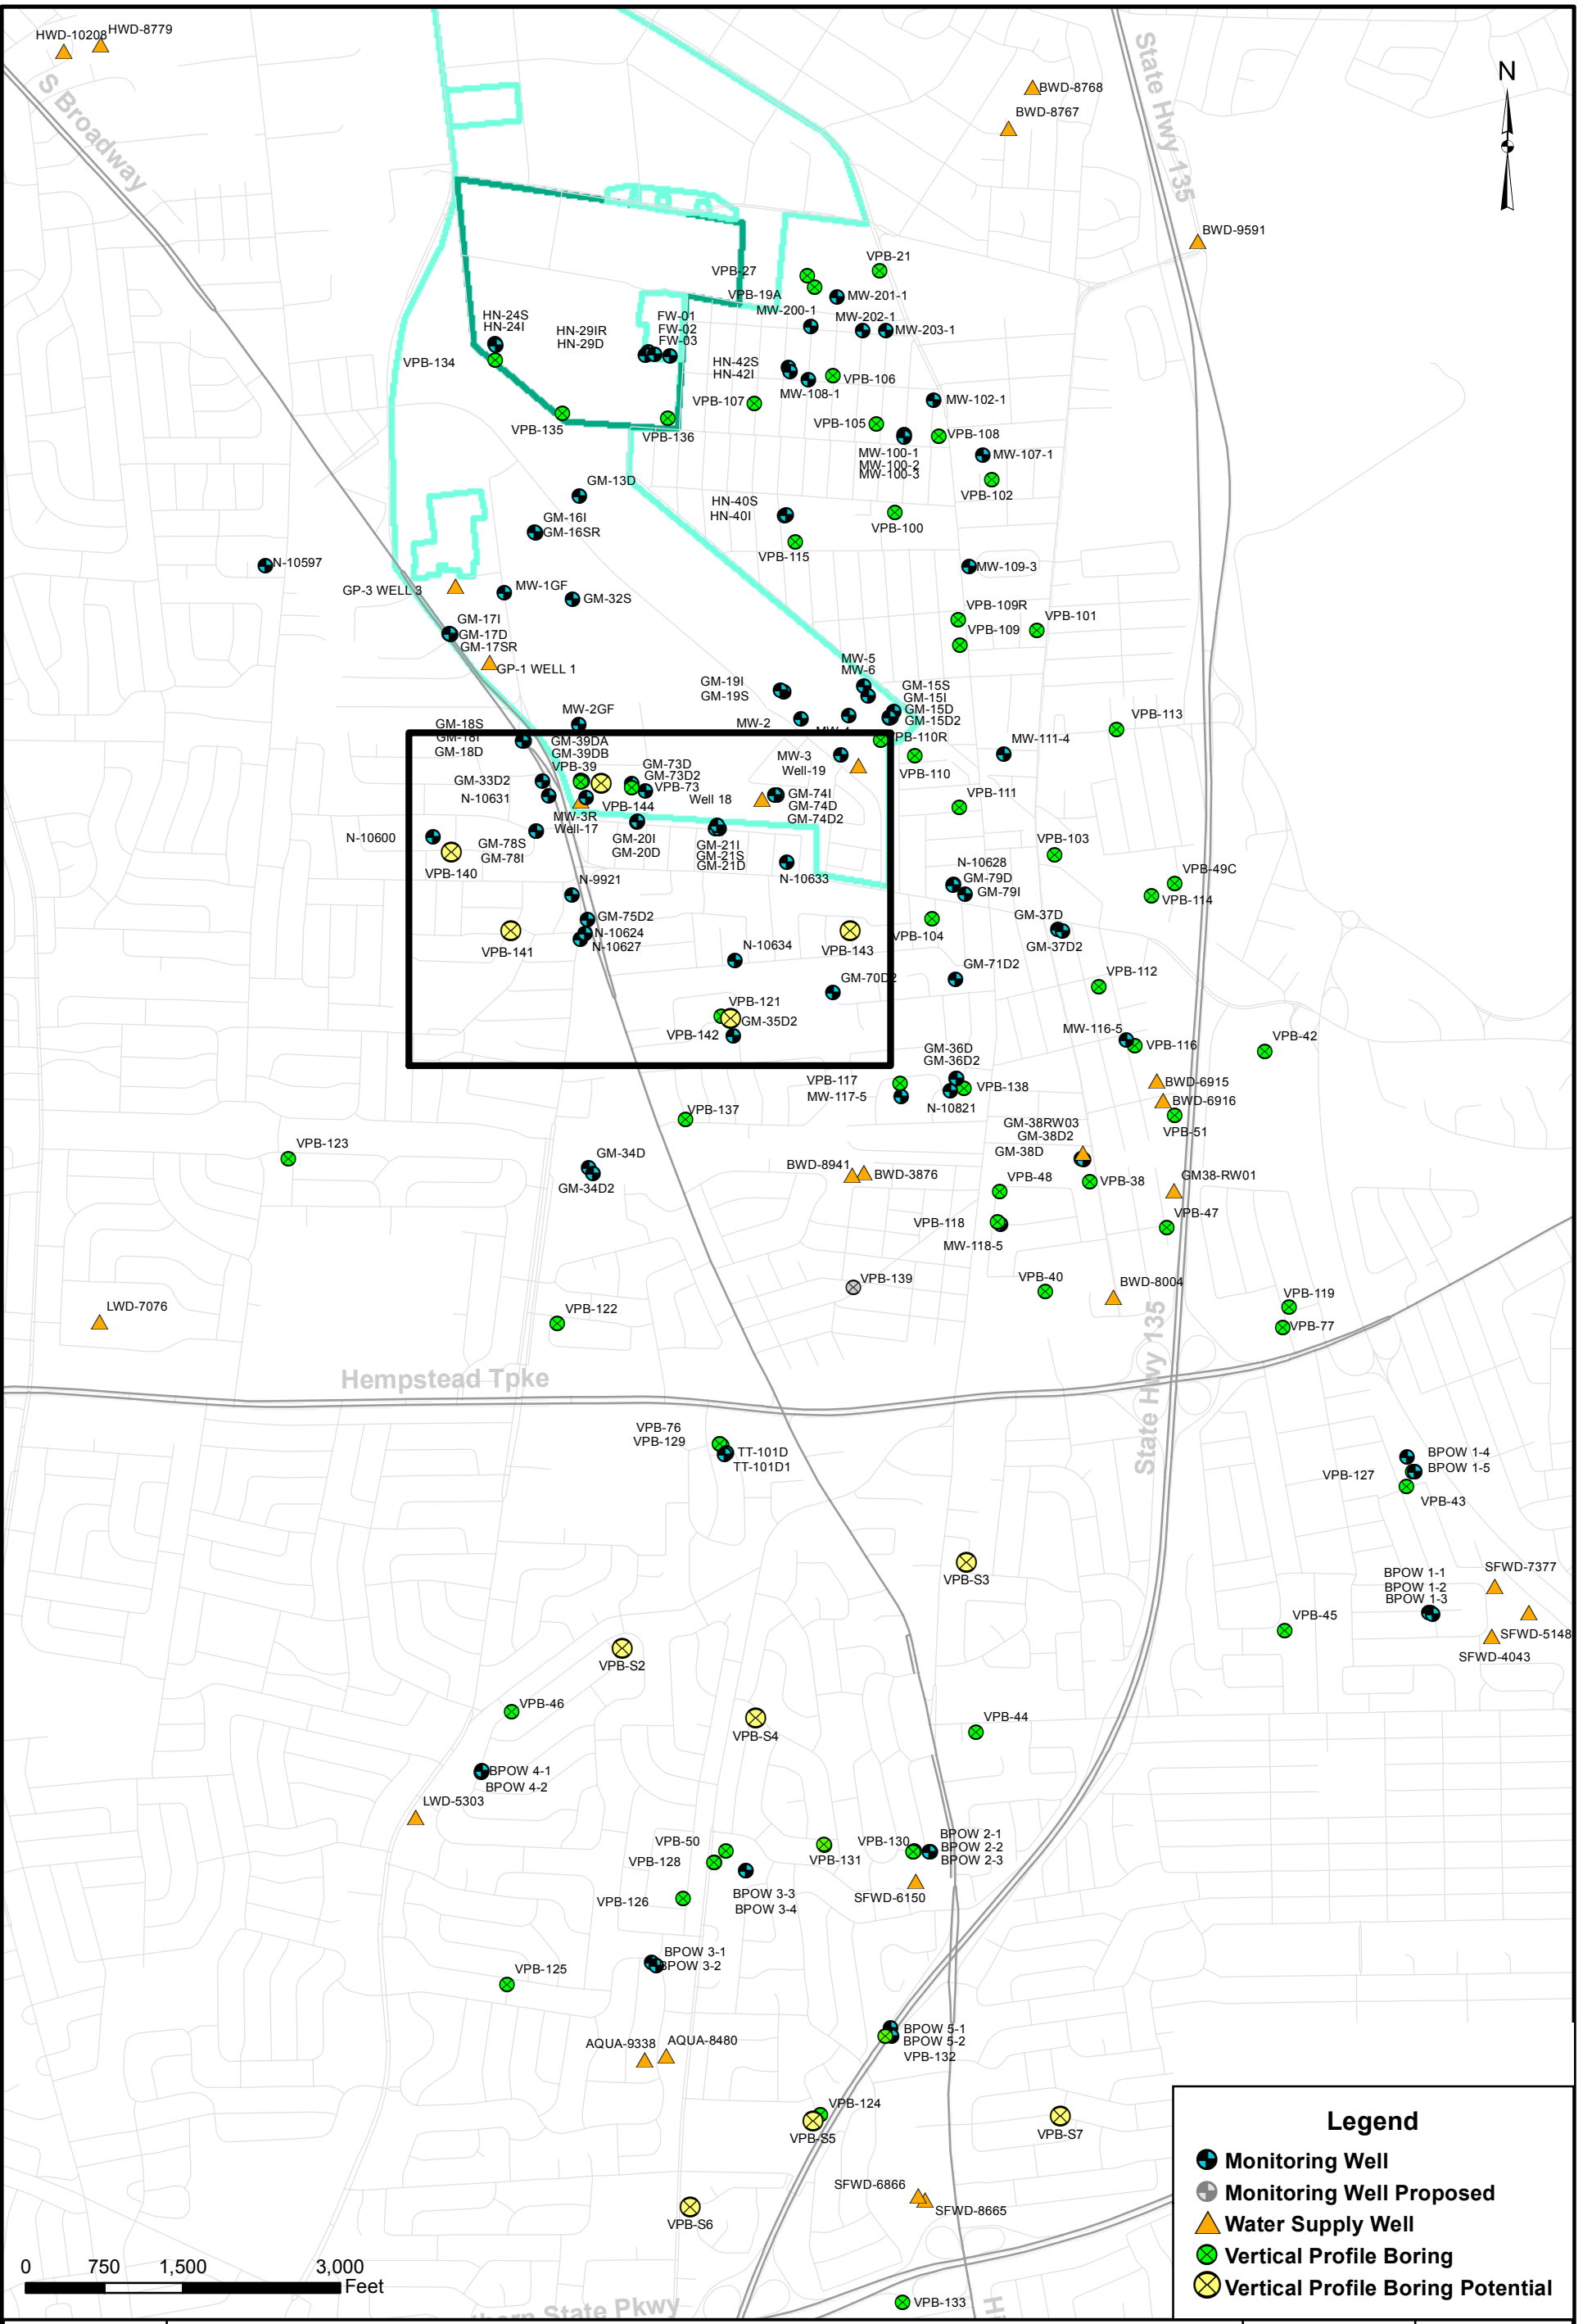 HWD-10208
HWD-8779
S Broadway
State Hwy 135
N
BWD-8768
BWD-8767
BWD-9591
VPB-21
VPB-27
VPB-19A
MW-201-1
MW-200-1
MW-202-1
MW-203-1
HN-24S
HN-24I
HN-29IR
HN-29D
FW-01
FW-02
FW-03
VPB-134
HN-42S
HN-42I
VPB-106
MW-108-1
VPB-107
MW-102-1
VPB-135
VPB-136
VPB-105
VPB-108
MW-100-1
MW-100-2
MW-100-3
MW-107-1
VPB-102
GM-13D
HN-40S
HN-40I
VPB-100
GM-16I
GM-16SR
VPB-115
N-10597
MW-109-3
GP-3 WELL 3
MW-1GF
GM-32S
VPB-109R
VPB-101
VPB-109
GM-17I
GM-17D
GM-17SR
GP-1 WELL 1
MW-5
MW-6
GM-19I
GM-19S
GM-15S
GM-15I
GM-15D
GM-15D2
MW-2GF
MW-2
VPB-113
GM-18S
GM-18I
GM-18D
GM-39DA
GM-39DB
VPB-39
VPB-110R
MW-111-4
MW-3
Well-19
VPB-110
GM-33D2
GM-73D
GM-73D2
VPB-73
N-10631
VPB-144
Well 18
GM-74I
GM-74D
GM-74D2
VPB-111
MW-3R
Well-17
N-10600
GM-78S
GM-78I
GM-20I
GM-20D
GM-21I
GM-21S
GM-21D
VPB-103
VPB-140
N-10633
N-10628
GM-79D
GM-79I
VPB-49C
VPB-114
N-9921
GM-75D2
N-10624
N-10627
VPB-141
VPB-143
VPB-104
GM-37D
GM-37D2
N-10634
GM-70D2
GM-71D2
VPB-112
VPB-121
GM-35D2
VPB-142
MW-116-5
VPB-116
VPB-42
GM-36D
GM-36D2
VPB-117
MW-117-5
VPB-138
N-10821
BWD-6915
BWD-6916
VPB-51
VPB-137
GM-38RW03
GM-38D2
GM-38D
VPB-123
GM-34D
GM-34D2
BWD-8941
BWD-3876
VPB-48
VPB-38
GM38-RW01
VPB-118
MW-118-5
VPB-47
VPB-139
VPB-40
BWD-8004
VPB-119
VPB-77
LWD-7076
VPB-122
State Hwy 135
Hempstead Tpke
VPB-76
VPB-129
TT-101D
TT-101D1
BPOW 1-4
BPOW 1-5
VPB-127
VPB-43
VPB-S3
BPOW 1-1
BPOW 1-2
BPOW 1-3
SFWD-7377
SFWD-5148
SFWD-4043
VPB-45
VPB-S2
VPB-46
VPB-S4
VPB-44
BPOW 4-1
BPOW 4-2
LWD-5303
VPB-50
VPB-128
VPB-131
VPB-130
BPOW 2-1
BPOW 2-2
BPOW 2-3
BPOW 3-3
BPOW 3-4
SFWD-6150
VPB-126
BPOW 3-1
BPOW 3-2
VPB-125
BPOW 5-1
BPOW 5-2
VPB-132
AQUA-9338
AQUA-8480
VPB-124
VPB-S5
VPB-S7
SFWD-6866
SFWD-8665
VPB-S6
VPB-133
State Pkwy
0 750 1,500 3,000
Feet
Legend
Monitoring Well
Monitoring Well Proposed
Water Supply Well
Vertical Profile Boring
Vertical Profile Boring Potential